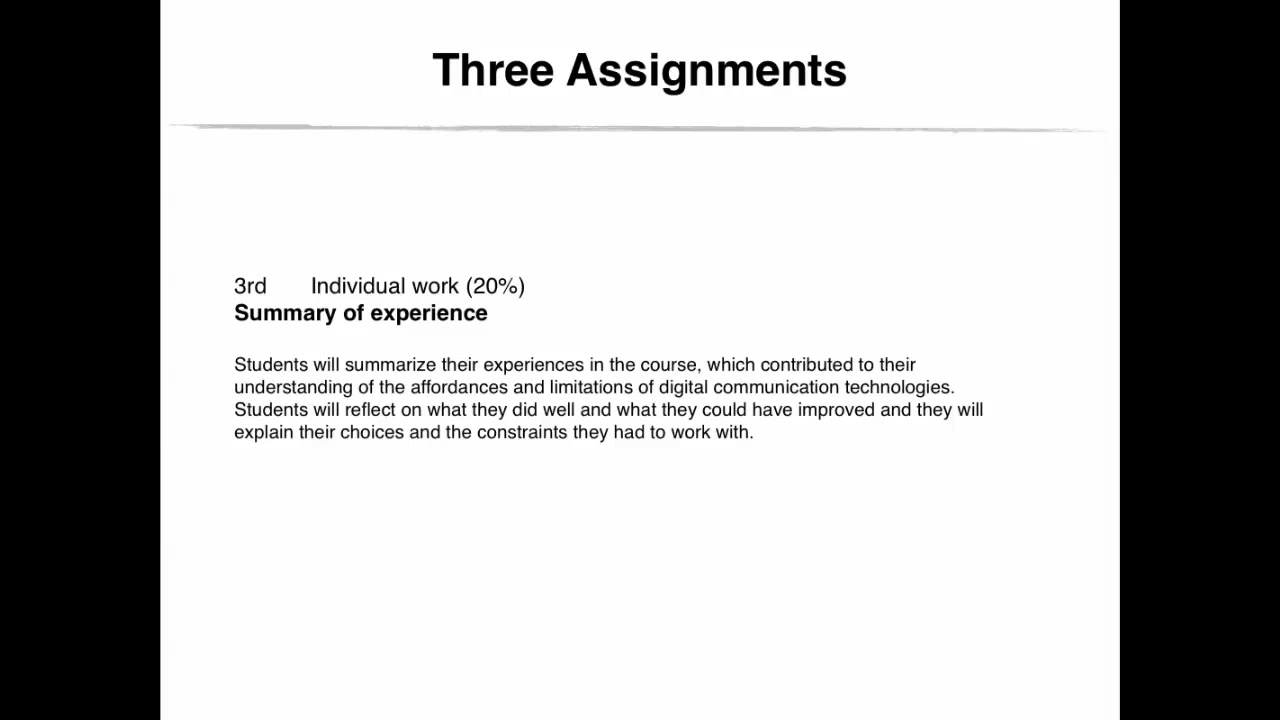 Three Assignments
3rd Individual work (20%)
Summary of experience
Students will summarize their experiences in the course, which contributed to their
understanding of the affordances and limitations of digital communication technologies.
Students will reflect on what they did well and what they could have improved and they will
explain their choices and the constraints they had to work with.